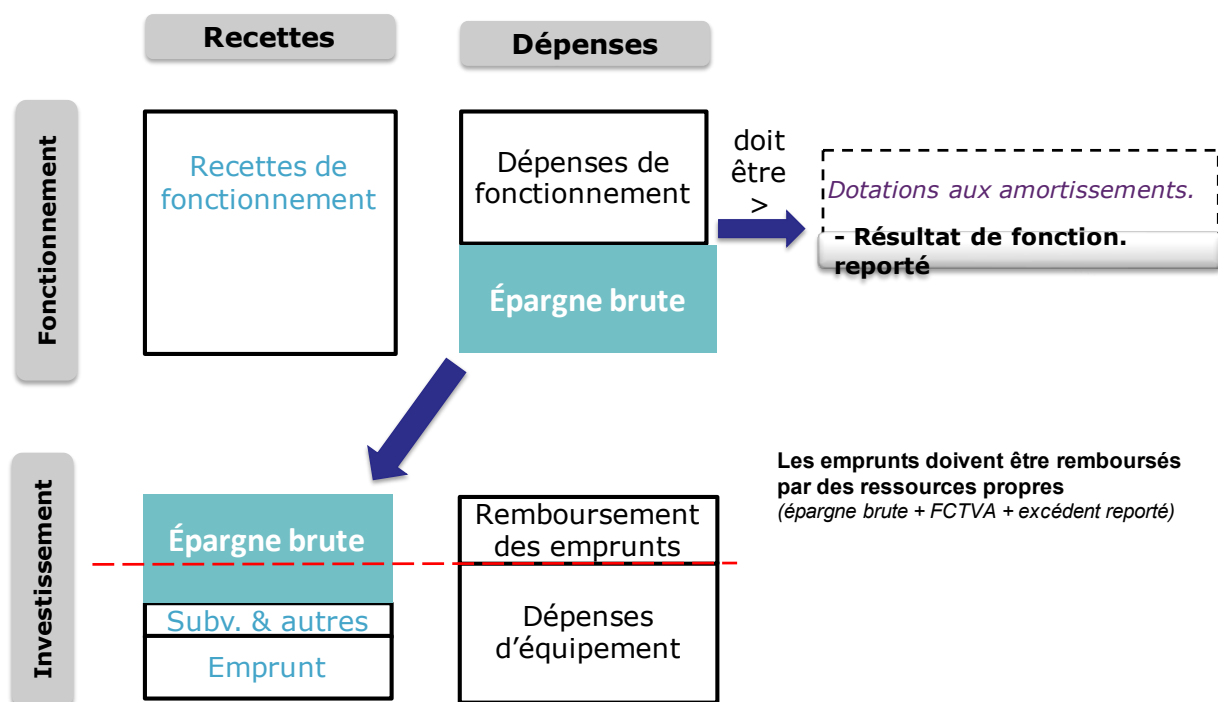 Recettes
Dépenses
Fonctionnement
Recettes de
fonctionnement
Dépenses de
fonctionnement
doit
être
>
Dotations aux amortissements.
- Résultat de fonction.
reporté
Épargne brute
Investissement
Épargne brute
Subv. & autres
Emprunt
Remboursement
des emprunts
Dépenses
d’équipement
Les emprunts doivent être remboursés
par des ressources propres
(épargne brute + FCTVA + excédent reporté)